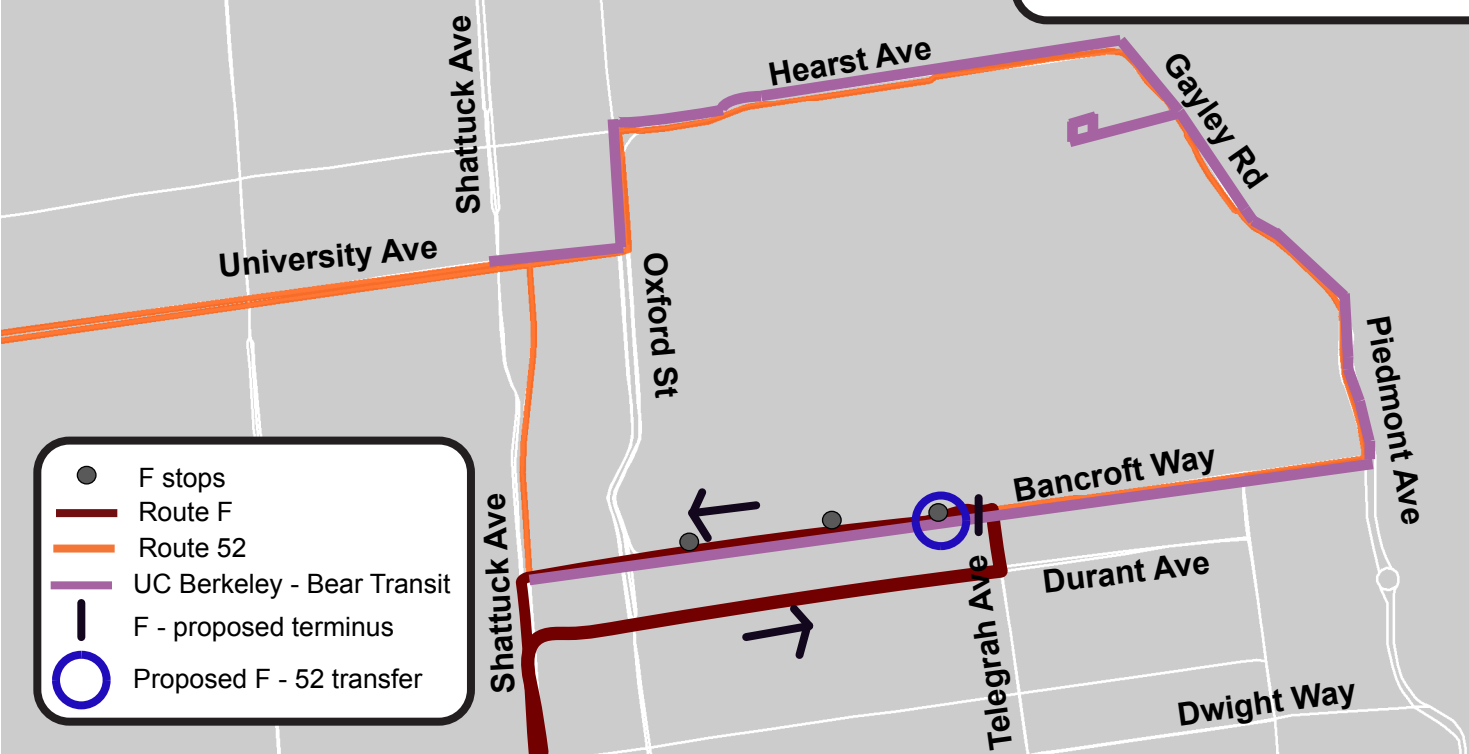 Shattuck Ave
Hearst Ave
Gayley Rd
University Ave
Oxford St
Piedmont Ave
Bancroft Way
F stops
Route F
Route 52
UC Berkeley - Bear Transit
F - proposed terminus
Proposed F - 52 transfer
Shattuck Ave
Durant Ave
Telegrah Ave
Dwight Way